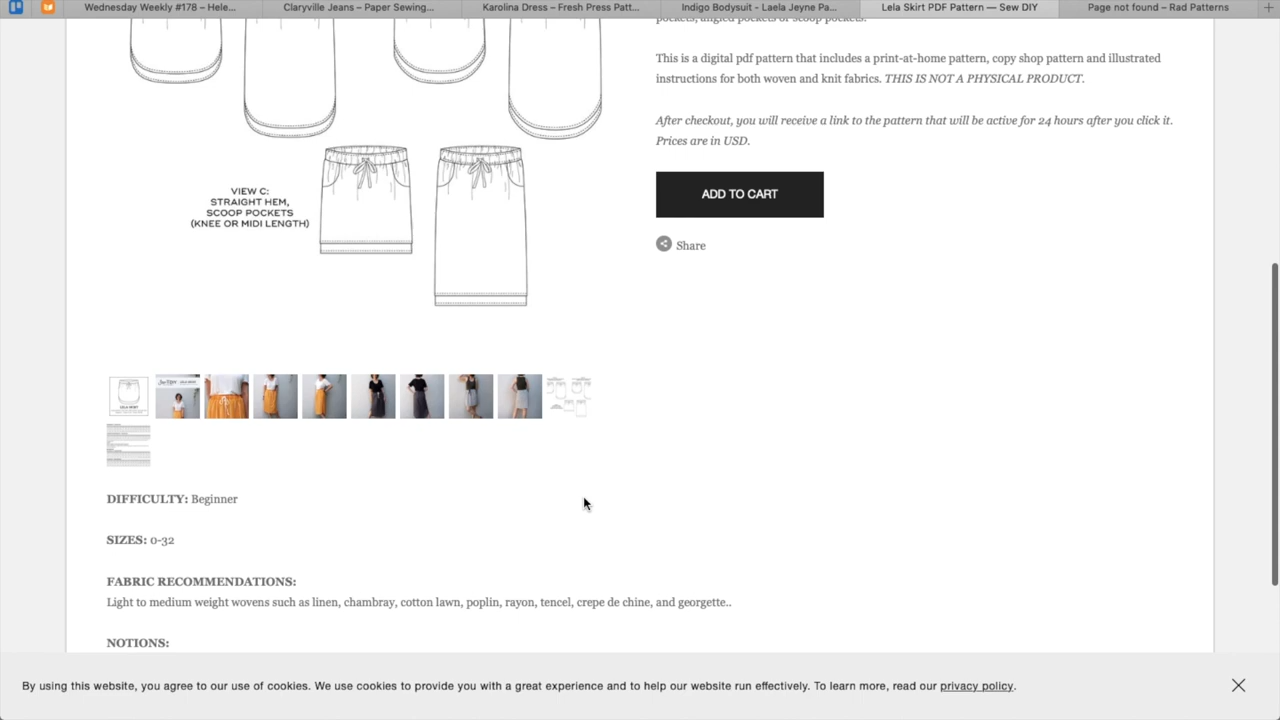 Wednesday Weekly #178 – Hele...
Claryville Jeans – Paper Sewing...
Karolina Dress – Fresh Press Patt...
Indigo Bodysuit - Laela Jeyne Pa...
Lela Skirt PDF Pattern — Sew DIY
Page not found – Rad Patterns
pockets, angled pockets or scoop pockets.
This is a digital pdf pattern that includes a print-at-home pattern, copy shop pattern and illustrated
instructions for both woven and knit fabrics. THIS IS NOT A PHYSICAL PRODUCT.
After checkout, you will receive a link to the pattern that will be active for 24 hours after you click it.
Prices are in USD.
ADD TO CART
Share
VIEW C:
STRAIGHT HEM,
SCOOP POCKETS
(KNEE OR MIDI LENGTH)
DIFFICULTY: Beginner
SIZES: 0-32
FABRIC RECOMMENDATIONS:
Light to medium weight wovens such as linen, chambray, cotton lawn, poplin, rayon, tencel, crepe de chine, and georgette..
NOTIONS:
By using this website, you agree to our use of cookies. We use cookies to provide you with a great experience and to help our website run effectively. To learn more, read our privacy policy.